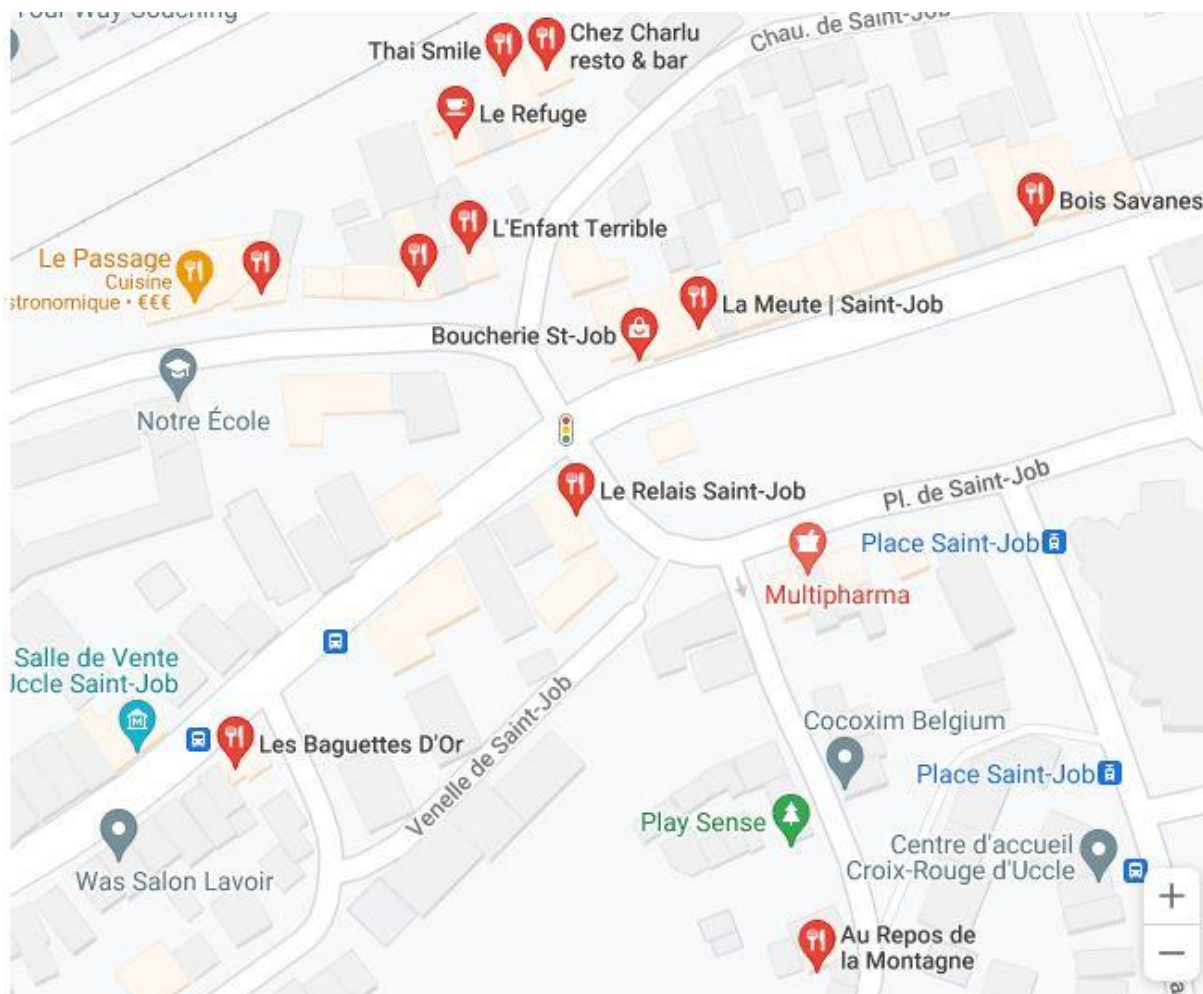 Your Way Coaching
Thai Smile
Chez Charlu
resto & bar
Chau. de Saint-Job
Le Refuge
Bois Savanes
L'Enfant Terrible
Le Passage
Cuisine
stronomique • €€€
La Meute | Saint-Job
Boucherie St-Job
Notre École
Le Relais Saint-Job
Pl. de Saint-Job
Place Saint-Job
Multipharma
Salle de Vente
Uccle Saint-Job
Venelle de Saint-Job
Cocoxim Belgium
Les Baguettes D'Or
Place Saint-Job
Play Sense
Centre d'accueil
Croix-Rouge d'Uccle
Was Salon Lavoir
Au Repos de
la Montagne